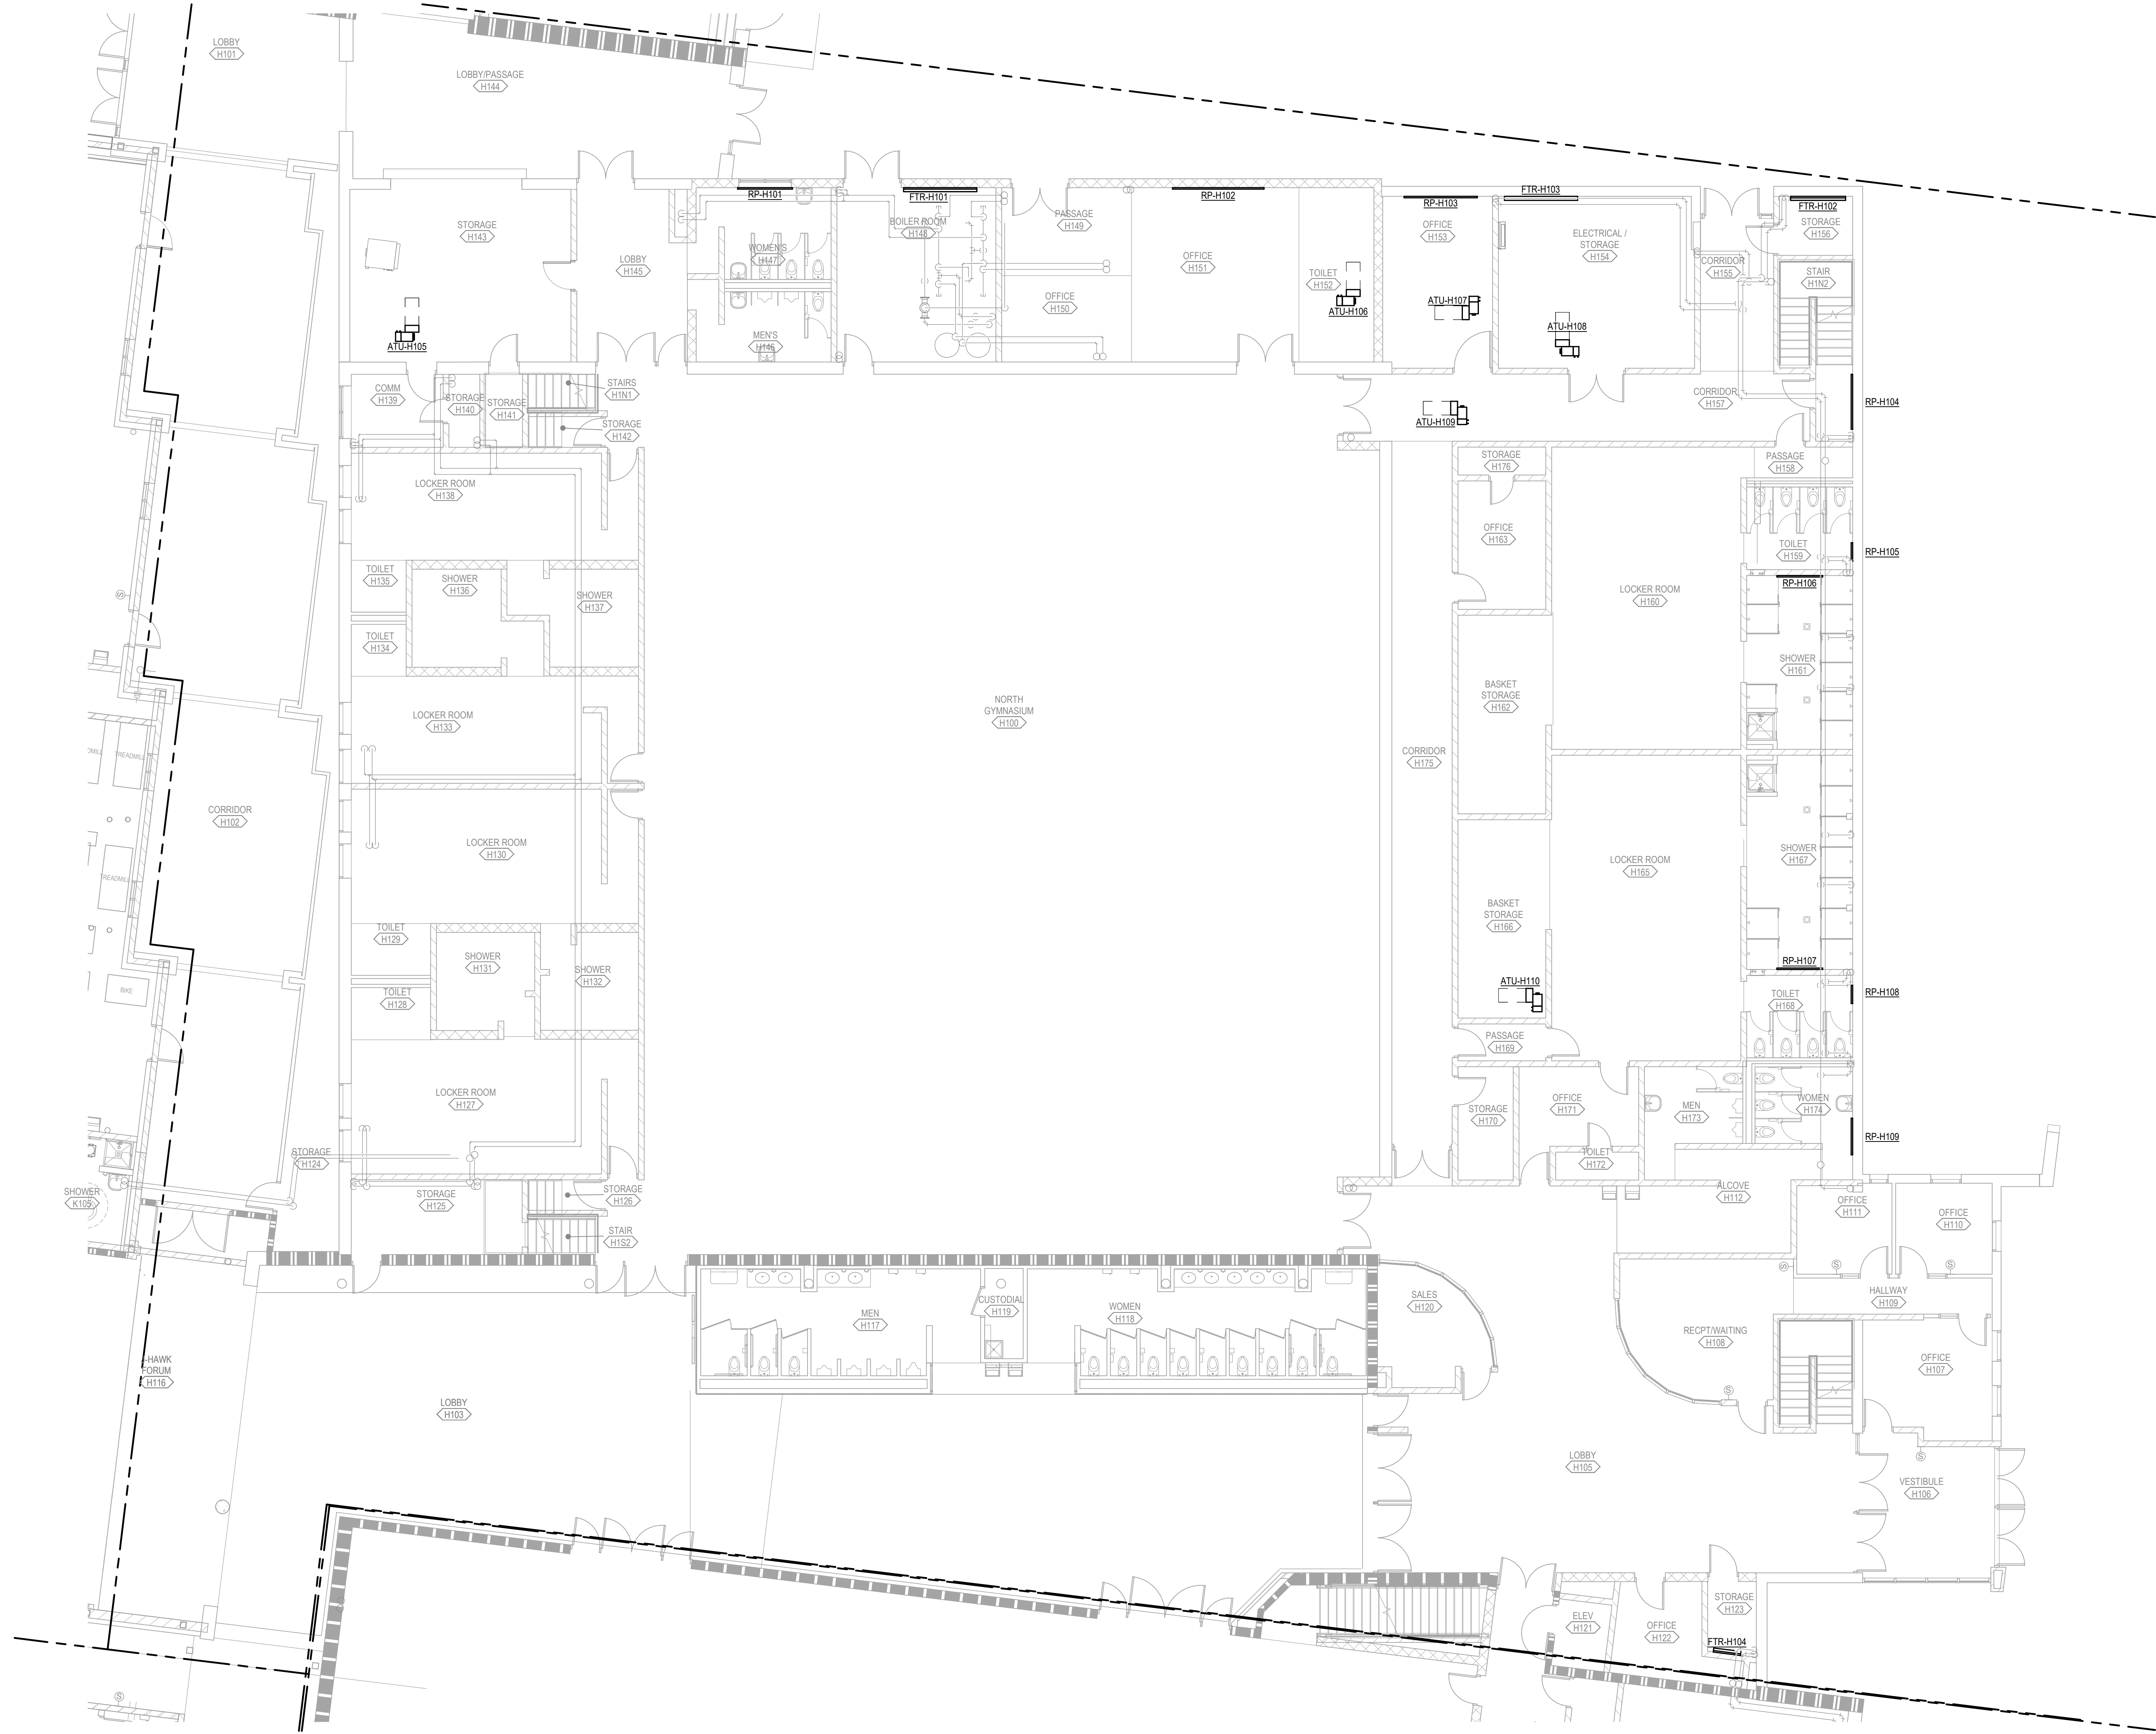 LOBBY
H101
LOBBY/PASSAGE
H144
RP-H101
FTR-H101
RP-H102
RP-H103
FTR-H103
FTR-H102
STORAGE
H143
LOBBY
H145
WOMEN'S
H147
BOILER ROOM
H148
PASSAGE
H149
OFFICE
H151
OFFICE
H150
TOILET
H152
OFFICE
H153
ELECTRICAL /
STORAGE
H154
CORRIDOR
H155
STORAGE
H156
STAIR
H1N2
MEN'S
H146
ATU-H105
ATU-H106
ATU-H107
ATU-H108
COMM
H139
STORAGE
H140
STORAGE
H141
STAIRS
H1N1
STORAGE
H142
ATU-H109
CORRIDOR
H157
RP-H104
LOCKER ROOM
H138
STORAGE
H176
PASSAGE
H158
OFFICE
H163
TOILET
H159
RP-H105
RP-H106
TOILET
H135
SHOWER
H136
SHOWER
H137
LOCKER ROOM
H160
S
TOILET
H134
SHOWER
H161
BASKET
STORAGE
H162
NORTH
GYMNASIUM
H100
LOCKER ROOM
H133
CORRIDOR
H175
TREADMILL
CORRIDOR
H102
LOCKER ROOM
H130
LOCKER ROOM
H165
SHOWER
H167
TREADMILL
BASKET
STORAGE
H166
TOILET
H129
SHOWER
H131
SHOWER
H132
BIKE
TOILET
H128
ATU-H110
RP-H107
TOILET
H168
RP-H108
PASSAGE
H169
LOCKER ROOM
H127
STORAGE
H170
OFFICE
H171
MEN
H173
WOMEN
H174
RP-H109
STORAGE
H124
TOILET
H172
SHOWER
K105
STORAGE
H125
STORAGE
H126
STAIR
H1S2
ALCOVE
H112
OFFICE
H111
OFFICE
H110
S
S
S
MEN
H117
CUSTODIAL
H119
WOMEN
H118
SALES
H120
HALLWAY
H109
RECPT/WAITING
H108
OFFICE
H107
FORUM
H116
LOBBY
H103
S
S
LOBBY
H105
VESTIBULE
H106
ELEV
H121
OFFICE
H122
STORAGE
H123
FTR-H104
S